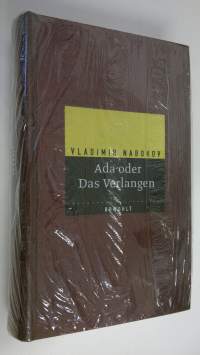 VLADIMIR NABOKOV
Ada oder
Das Verlangen
ROWOHLT